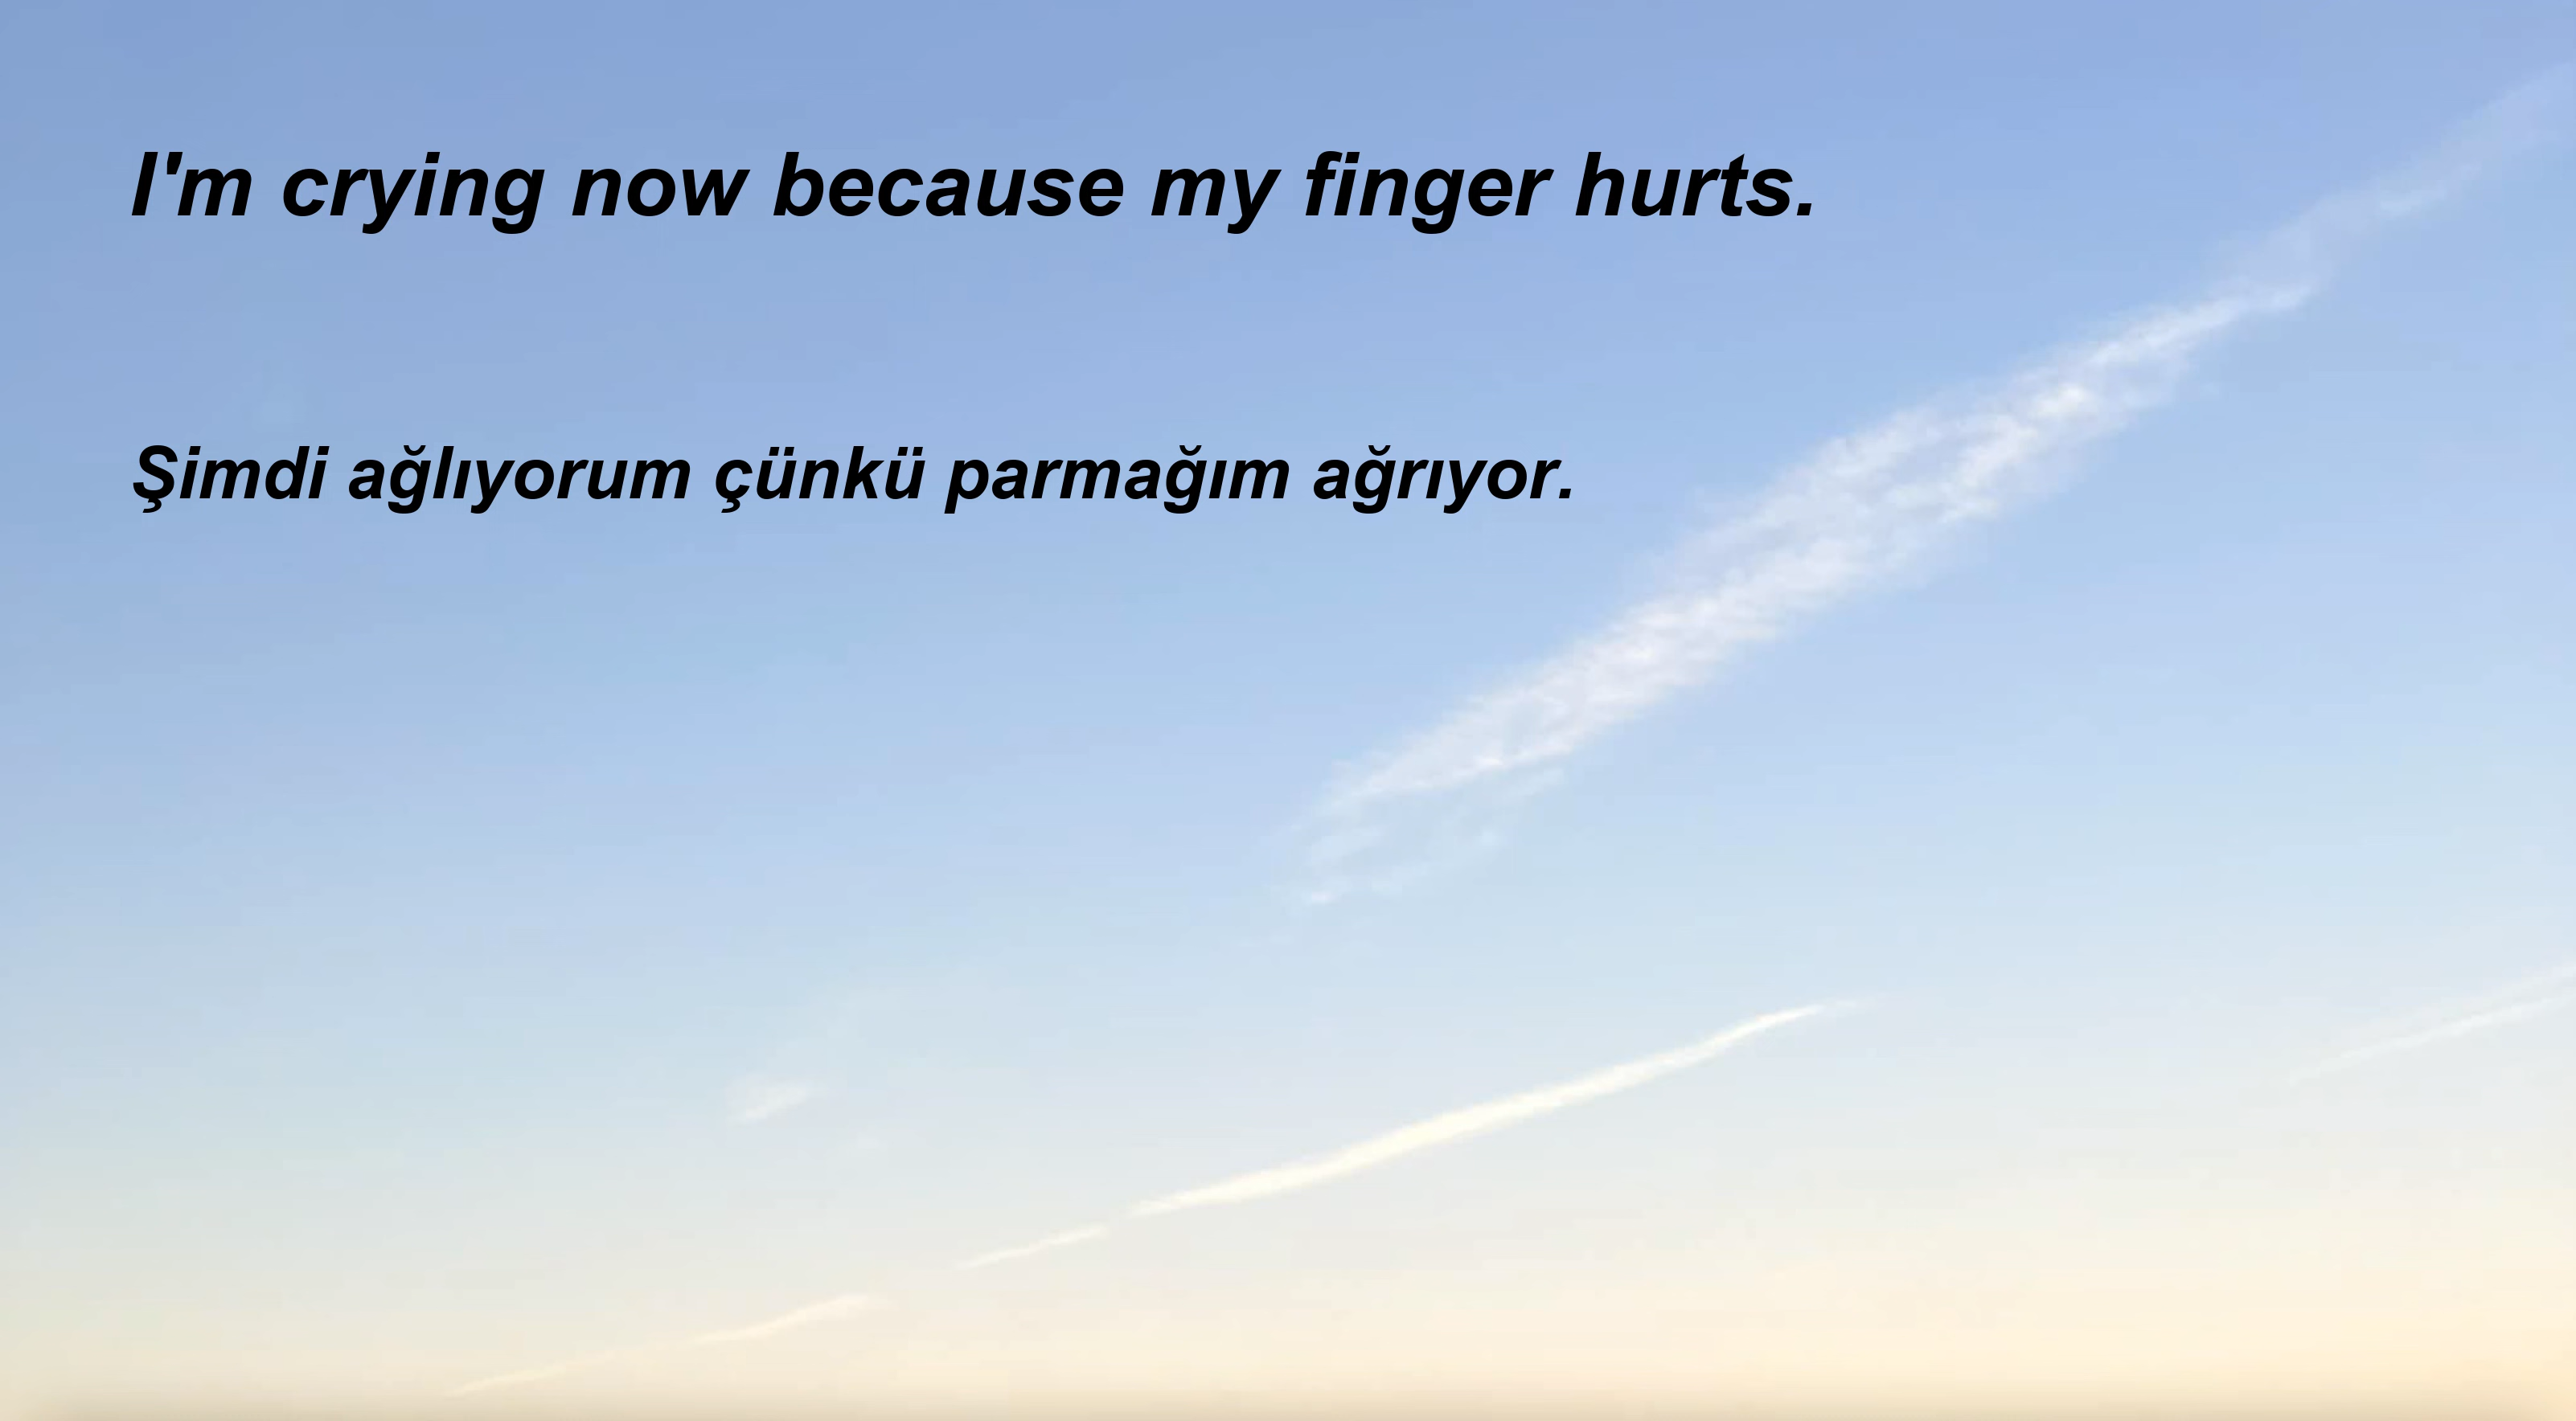 I'm crying now because my finger hurts.
Şimdi ağlıyorum çünkü parmağım ağrıyor.